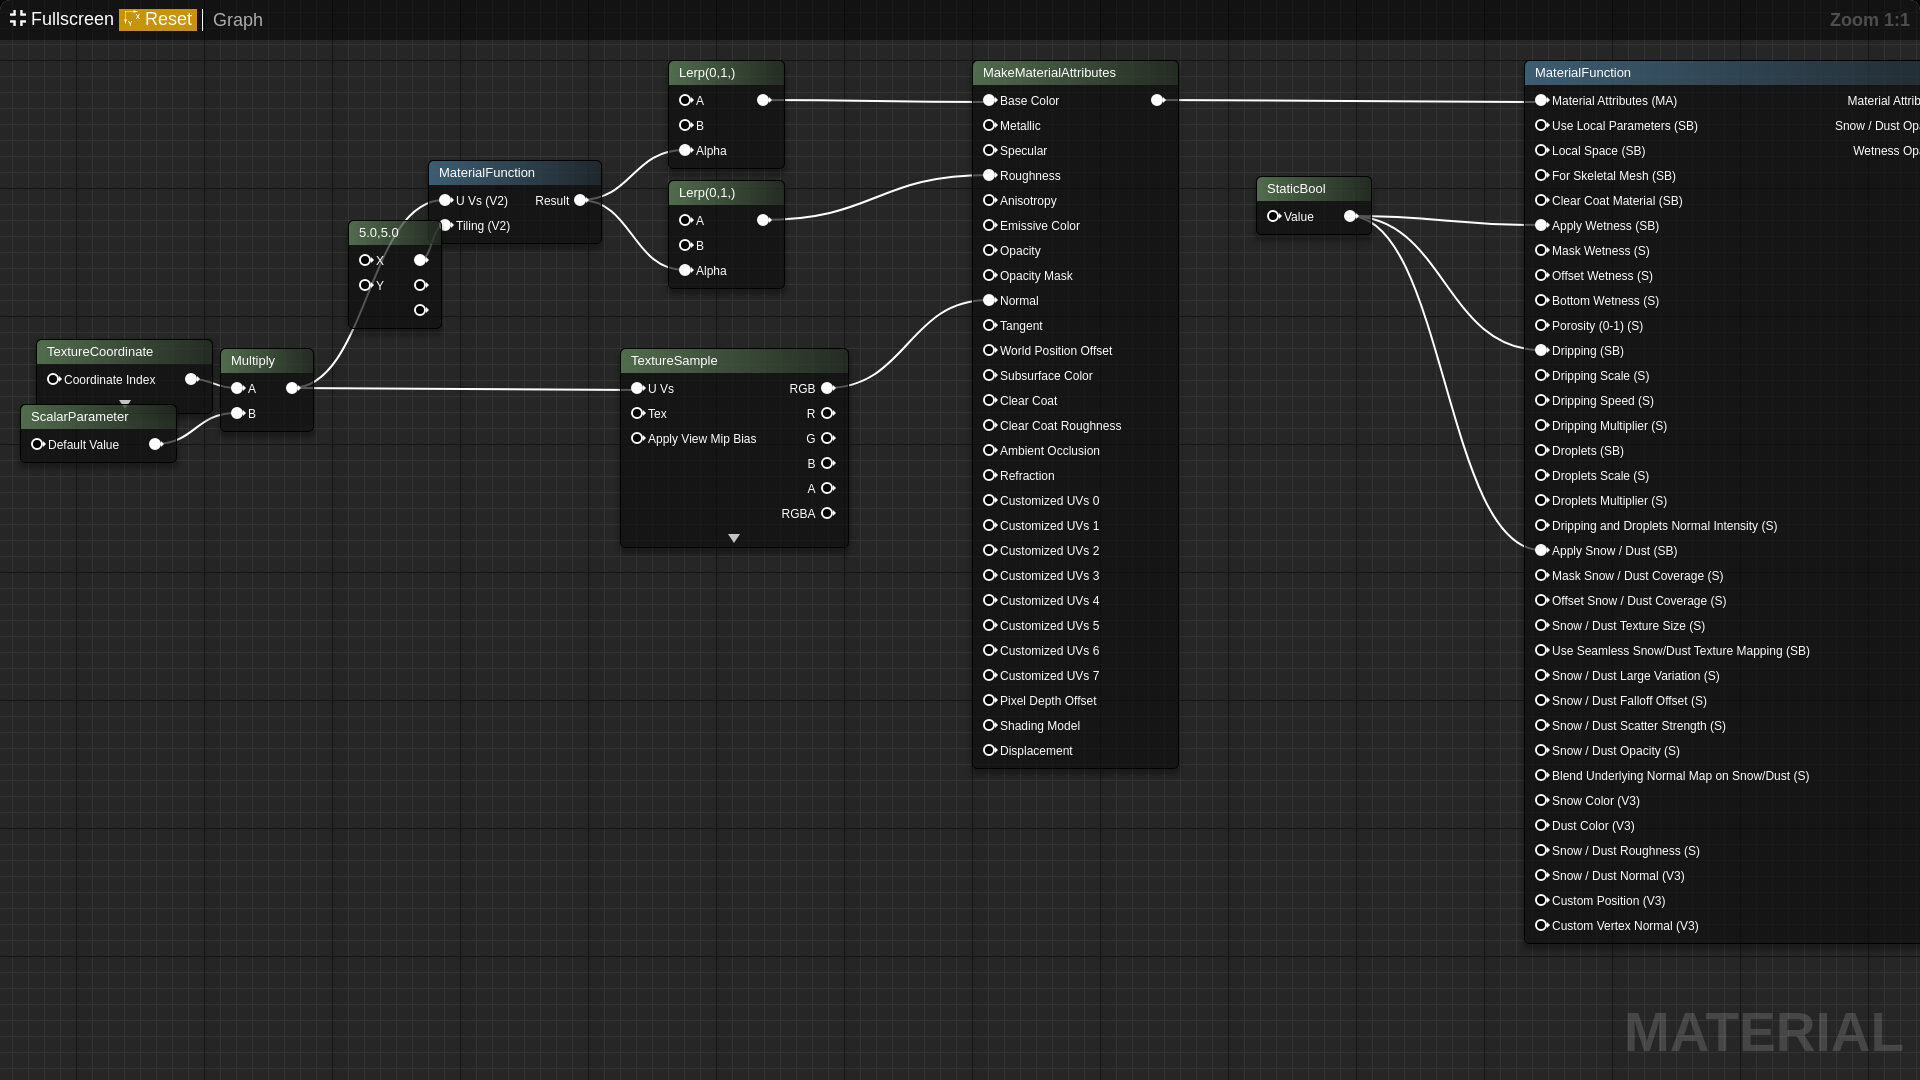 Fullscreen Reset Graph
Zoom 1:1
Lerp(0,1,)
A
B
Alpha
MaterialFunction
U Vs (V2) Result
Tiling (V2)
Lerp(0,1,)
A
B
Alpha
5.0,5.0
X
Y
TextureCoordinate
Coordinate Index
ScalarParameter
Default Value
Multiply
A
B
TextureSample
U Vs RGB
Tex R
Apply View Mip Bias G
B
A
RGBA
MakeMaterialAttributes
Base Color
Metallic
Specular
Roughness
Anisotropy
Emissive Color
Opacity
Opacity Mask
Normal
Tangent
World Position Offset
Subsurface Color
Clear Coat
Clear Coat Roughness
Ambient Occlusion
Refraction
Customized UVs 0
Customized UVs 1
Customized UVs 2
Customized UVs 3
Customized UVs 4
Customized UVs 5
Customized UVs 6
Customized UVs 7
Pixel Depth Offset
Shading Model
Displacement
StaticBool
Value
MaterialFunction
Material Attributes (MA) Material Attrib
Use Local Parameters (SB) Snow / Dust Opa
Local Space (SB) Wetness Opa
For Skeletal Mesh (SB)
Clear Coat Material (SB)
Apply Wetness (SB)
Mask Wetness (S)
Offset Wetness (S)
Bottom Wetness (S)
Porosity (0-1) (S)
Dripping (SB)
Dripping Scale (S)
Dripping Speed (S)
Dripping Multiplier (S)
Droplets (SB)
Droplets Scale (S)
Droplets Multiplier (S)
Dripping and Droplets Normal Intensity (S)
Apply Snow / Dust (SB)
Mask Snow / Dust Coverage (S)
Offset Snow / Dust Coverage (S)
Snow / Dust Texture Size (S)
Use Seamless Snow/Dust Texture Mapping (SB)
Snow / Dust Large Variation (S)
Snow / Dust Falloff Offset (S)
Snow / Dust Scatter Strength (S)
Snow / Dust Opacity (S)
Blend Underlying Normal Map on Snow/Dust (S)
Snow Color (V3)
Dust Color (V3)
Snow / Dust Roughness (S)
Snow / Dust Normal (V3)
Custom Position (V3)
Custom Vertex Normal (V3)
MATERIAL